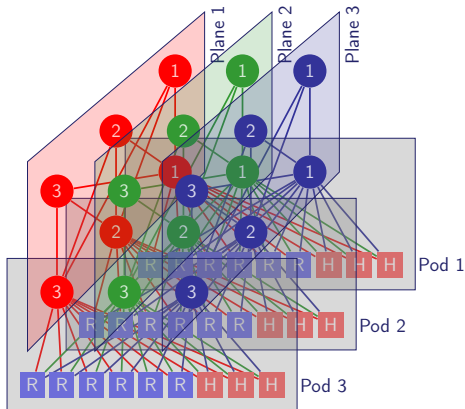 Plane 1
Plane 2
Plane 3
1 1 1
2 2 2
1 1 1
3 3 3
2 2 2
R R R R R R H H H Pod 1
3 3 3
R R R R R R H H H Pod 2
R R R R R R H H H Pod 3